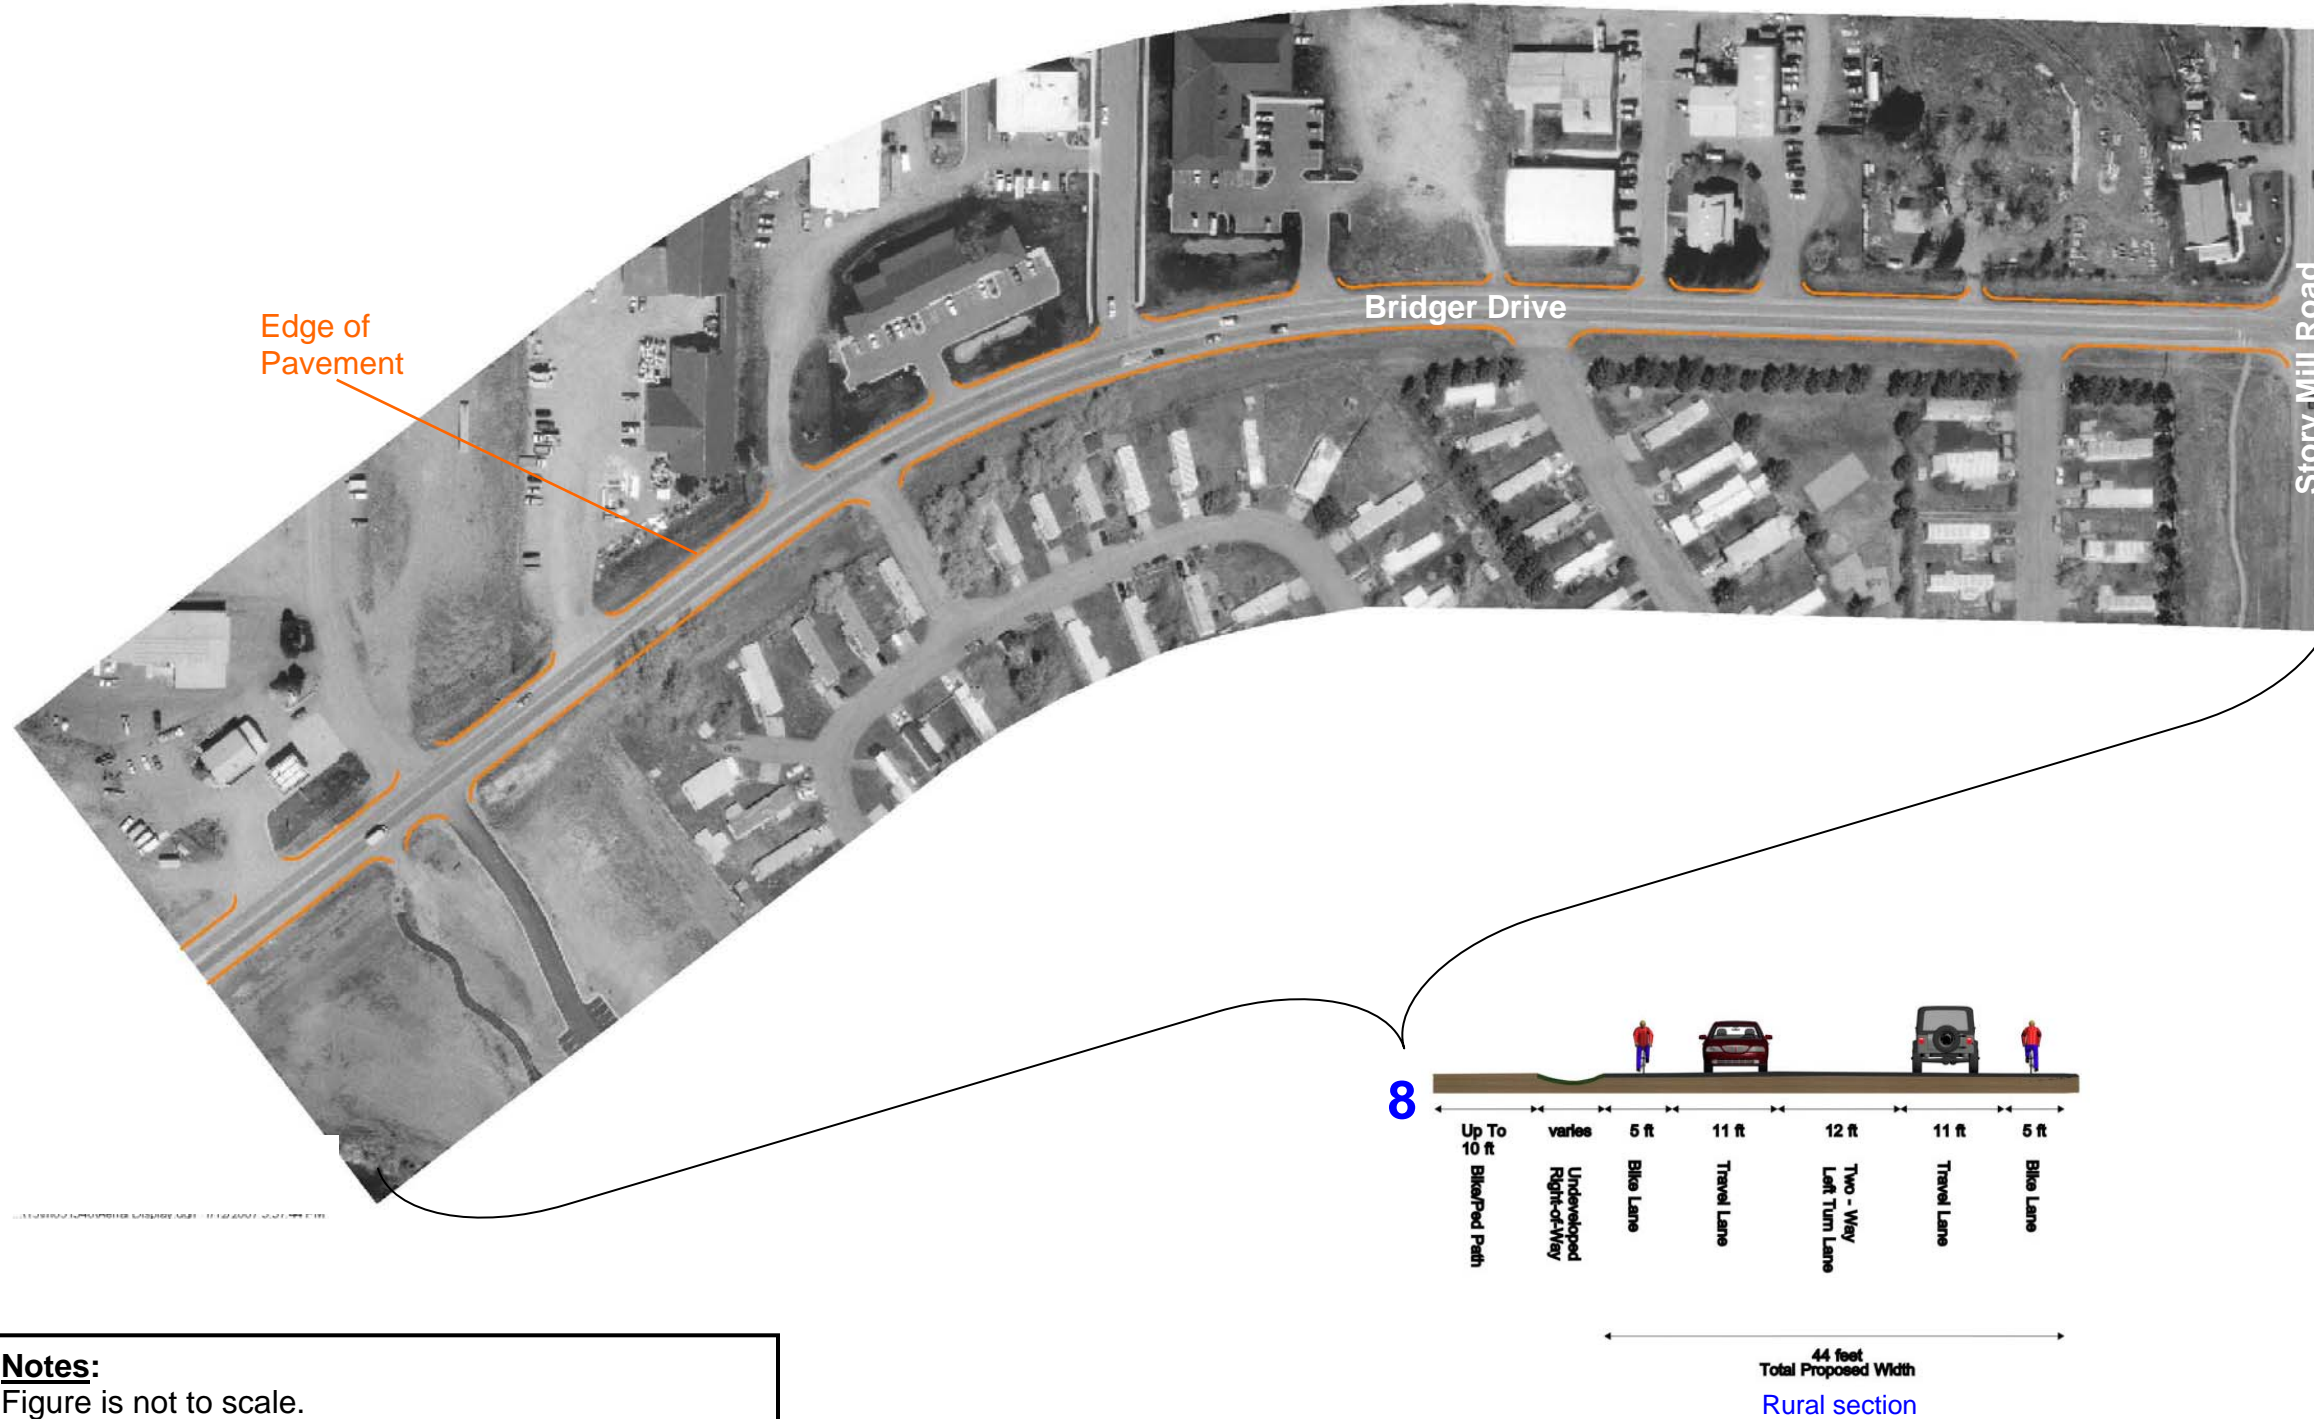 Edge of
Pavement
Bridger Drive
Story Mill Road
8
Up To
10 ft
Bike/Ped Path
varies
Undeveloped
Right-of-Way
5 ft
Bike Lane
11 ft
Travel Lane
12 ft
Two - Way
Left Turn Lane
11 ft
Travel Lane
5 ft
Bike Lane
44 feet
Total Proposed Width
Rural section
Notes:
Figure is not to scale.